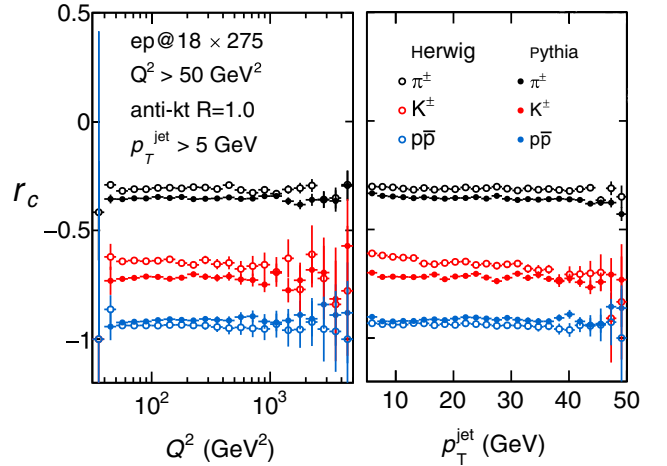 ep@18 × 275
Q² > 50 GeV²
anti-kt R=1.0
p_T^jet > 5 GeV
Herwig Pythia
π± π±
K± K±
pp̅ pp̅
r_c
0.5
0
−0.5
−1
10² 10³
Q² (GeV²)
10 20 30 40 50
p_T^jet (GeV)